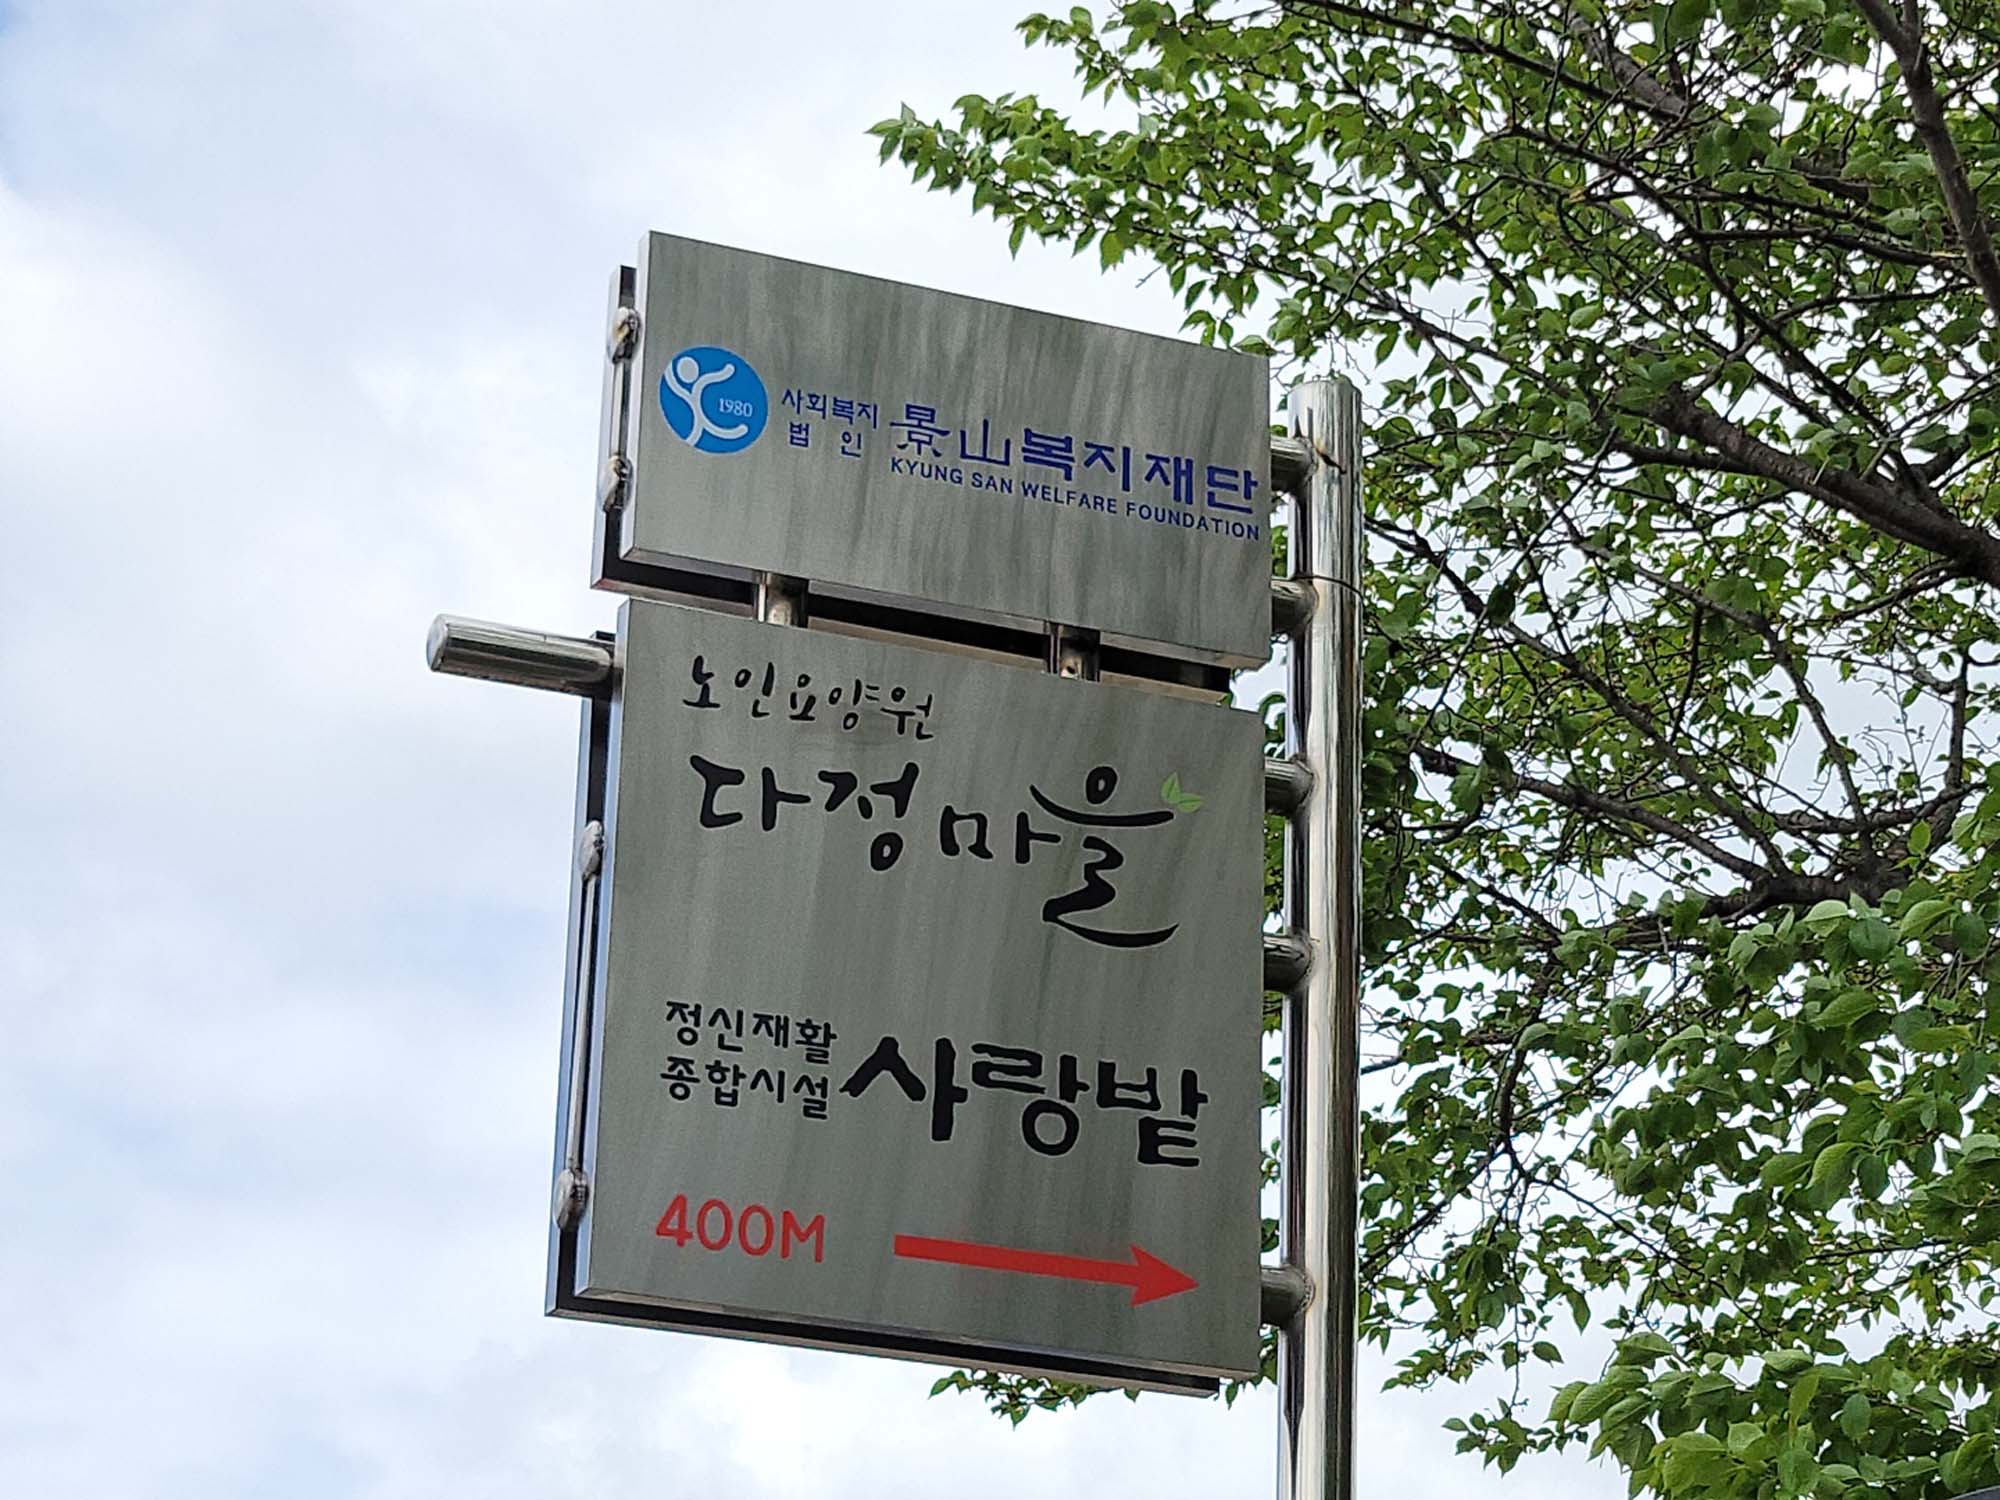 1980
사회복지
법인
景山복지재단
KYUNG SAN WELFARE FOUNDATION
노인요양원
다정마을
정신재활
종합시설
사랑밭
400M